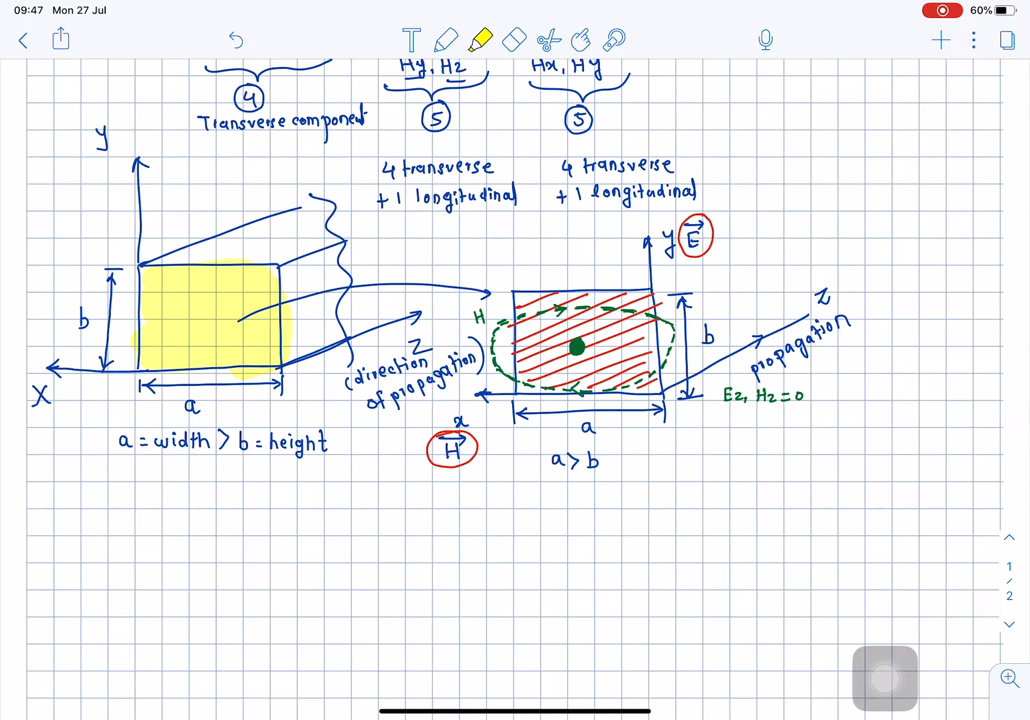 09:47 Mon 27 Jul
60%
T
Hy, Hz
Hx, Hy
4
5
5
Transverse component
4 transverse
+ 1 longitudinal
4 transverse
+ 1 longitudinal
y
y E
b
H
b
Z
(direction
of propagation)
z
propagation
Ez, Hz = 0
X
a
x
a
a = width > b = height
H
a > b
1
/
2